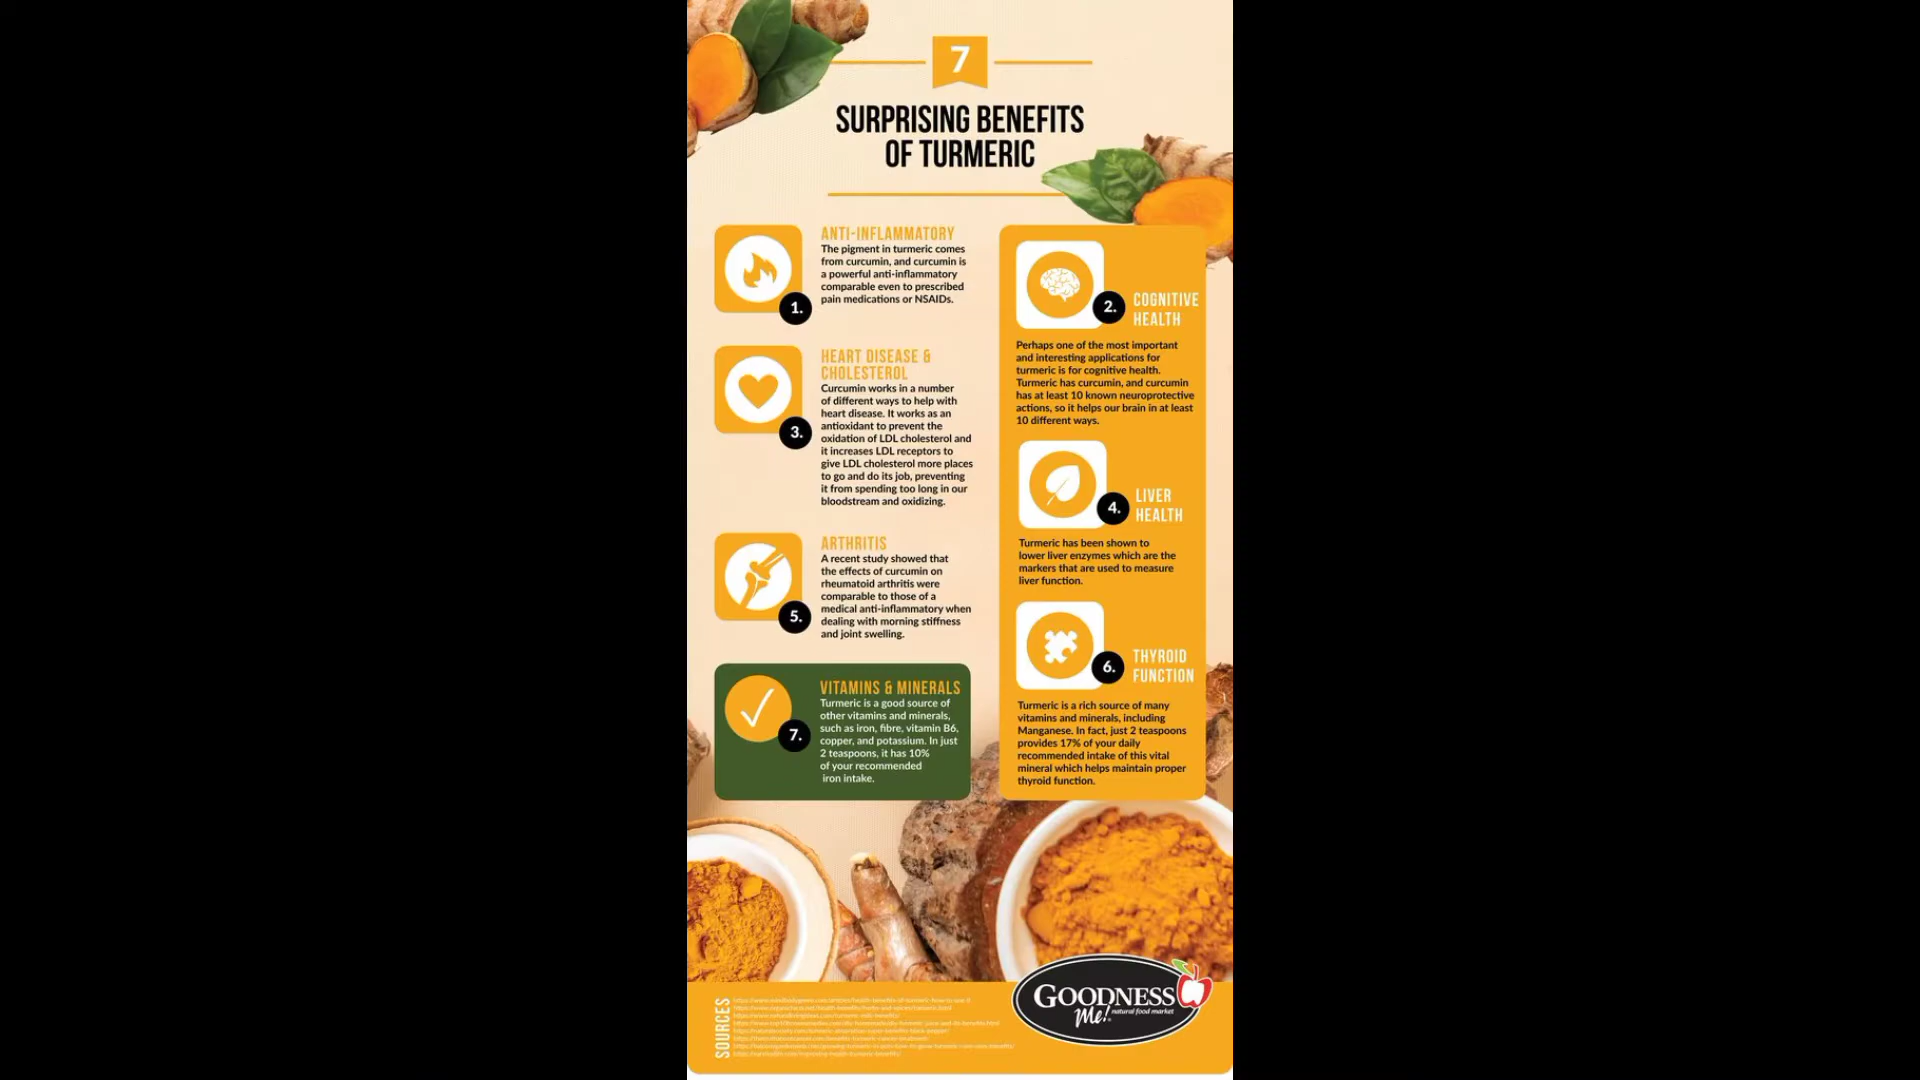 7
SURPRISING BENEFITS
OF TURMERIC
1.
ANTI-INFLAMMATORY
The pigment in turmeric comes
from curcumin, and curcumin is
a powerful anti-inflammatory
comparable even to prescribed
pain medications or NSAIDs.
2.
COGNITIVE
HEALTH
Perhaps one of the most important
and interesting applications for
turmeric is for cognitive health.
Turmeric has curcumin, and curcumin
has at least 10 known neuroprotective
actions, so it helps our brain in at least
10 different ways.
3.
HEART DISEASE &
CHOLESTEROL
Curcumin works in a number
of different ways to help with
heart disease. It works as an
antioxidant to prevent the
oxidation of LDL cholesterol and
it increases LDL receptors to
give LDL cholesterol more places
to go and do its job, preventing
it from spending too long in our
bloodstream and oxidizing.
4.
LIVER
HEALTH
Turmeric has been shown to
lower liver enzymes which are the
markers that are used to measure
liver function.
5.
ARTHRITIS
A recent study showed that
the effects of curcumin on
rheumatoid arthritis were
comparable to those of a
medical anti-inflammatory when
dealing with morning stiffness
and joint swelling.
6.
THYROID
FUNCTION
Turmeric is a rich source of many
vitamins and minerals, including
Manganese. In fact, just 2 teaspoons
provides 17% of your daily
recommended intake of this vital
mineral which helps maintain proper
thyroid function.
7.
VITAMINS & MINERALS
Turmeric is a good source of
other vitamins and minerals,
such as iron, fibre, vitamin B6,
copper, and potassium. In just
2 teaspoons, it has 10%
of your recommended
iron intake.
SOURCES
GOODNESS
Me!
natural food market